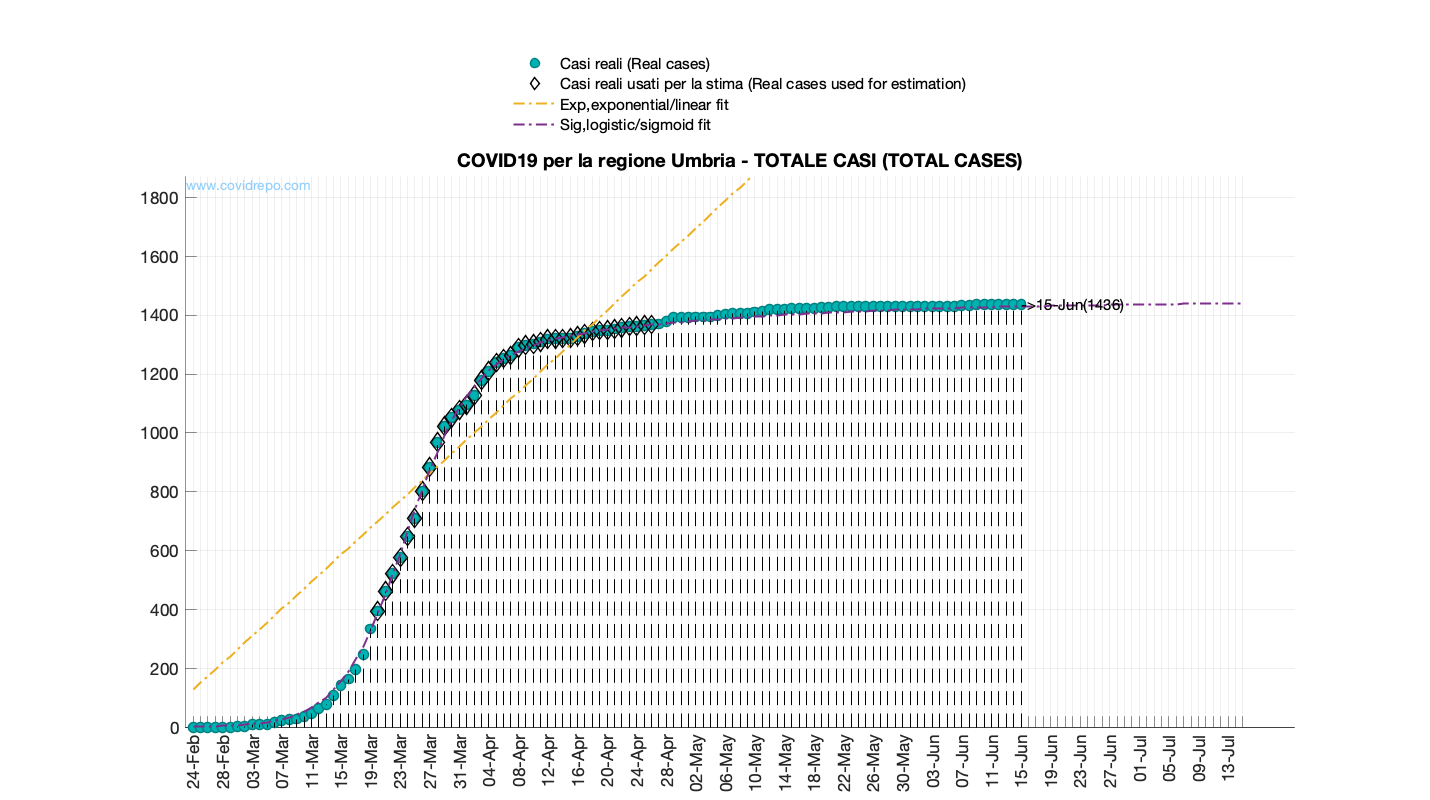 Casi reali (Real cases)
Casi reali usati per la stima (Real cases used for estimation)
Exp,exponential/linear fit
Sig,logistic/sigmoid fit
COVID19 per la regione Umbria - TOTALE CASI (TOTAL CASES)
www.covidrepo.com
1800
1600
1400
1200
1000
800
600
400
200
0
>15-Jun(1436)
24-Feb
28-Feb
03-Mar
07-Mar
11-Mar
15-Mar
19-Mar
23-Mar
27-Mar
31-Mar
04-Apr
08-Apr
12-Apr
16-Apr
20-Apr
24-Apr
28-Apr
02-May
06-May
10-May
14-May
18-May
22-May
26-May
30-May
03-Jun
07-Jun
11-Jun
15-Jun
19-Jun
23-Jun
27-Jun
01-Jul
05-Jul
09-Jul
13-Jul